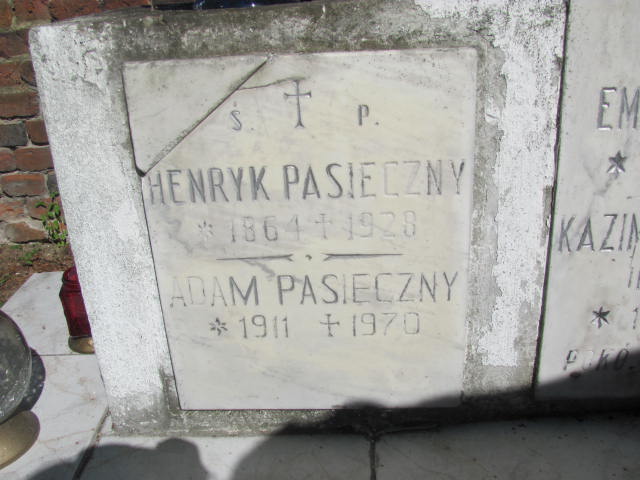 Ś. P.
HENRYK PASIECZNY
* 1864 + 1928
ADAM PASIECZNY
* 1911 + 1970
EM
*
KAZIM
*